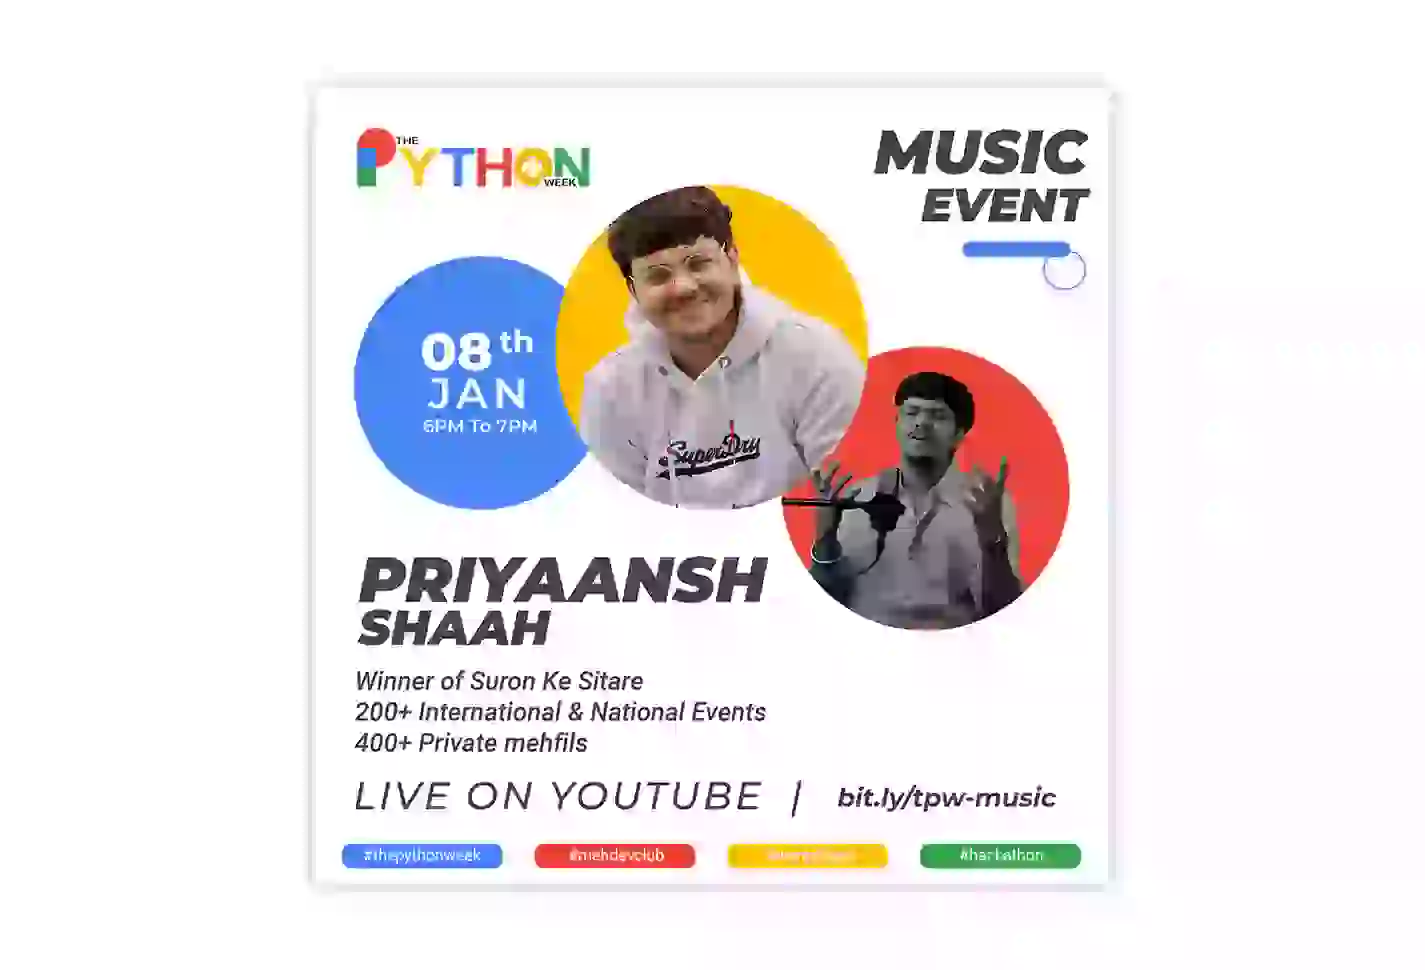 THE
PYTHON
WEEK
MUSIC
EVENT
08th
JAN
6PM To 7PM
SuperDry
PRIYAANSH
SHAAH
Winner of Suron Ke Sitare
200+ International & National Events
400+ Private mehfils
LIVE ON YOUTUBE | bit.ly/tpw-music
#thepythonweek #mehdevclub #hackathon